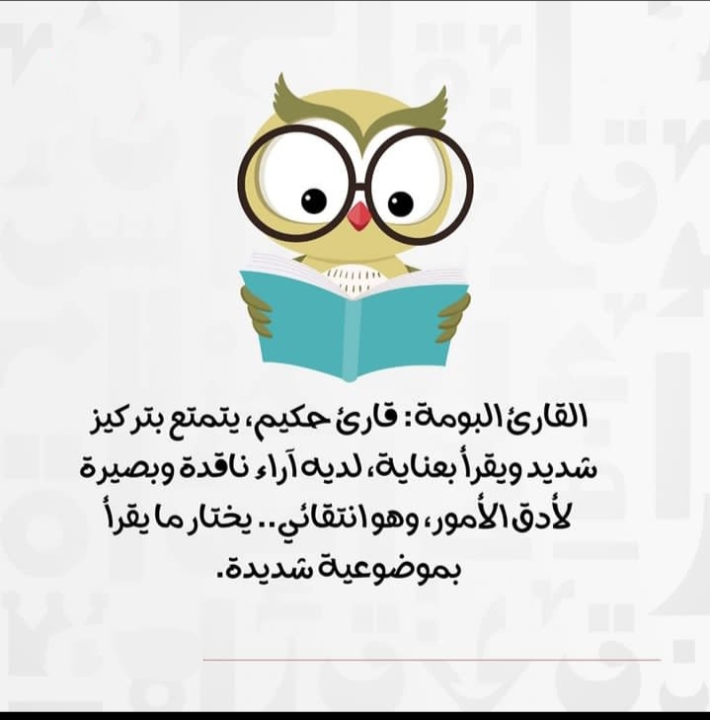 القارئ البومة: قارئ حكيم، يتمتع بتركيز
شديد ويقرأ بعناية، لديه آراء ناقدة وبصيرة
لأدق الأمور، وهو انتقائي.. يختار ما يقرأ
بموضوعية شديدة.